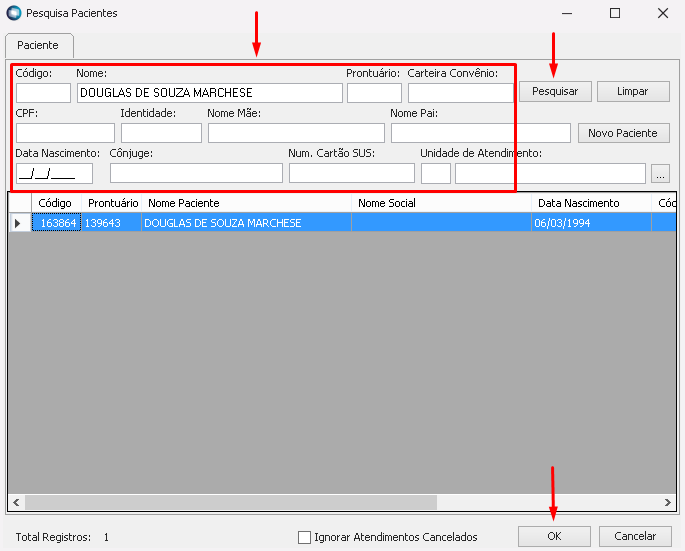 Pesquisa Pacientes
Paciente
Código: Nome: Prontuário: Carteira Convênio:
DOUGLAS DE SOUZA MARCHESE Pesquisar Limpar
CPF: Identidade: Nome Mãe: Nome Pai:
Novo Paciente
Data Nascimento: Cônjuge: Num. Cartão SUS: Unidade de Atendimento:
__/__/____ ...
Código Prontuário Nome Paciente Nome Social Data Nascimento Cóc
163864 139643 DOUGLAS DE SOUZA MARCHESE 06/03/1994
Total Registros: 1 Ignorar Atendimentos Cancelados OK Cancelar